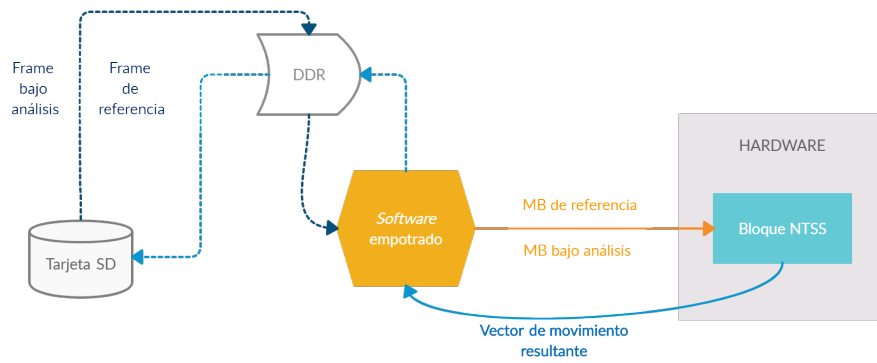 Frame
bajo
análisis
Frame
de
referencia
DDR
Tarjeta SD
Software
empotrado
MB de referencia
MB bajo análisis
HARDWARE
Bloque NTSS
Vector de movimiento
resultante